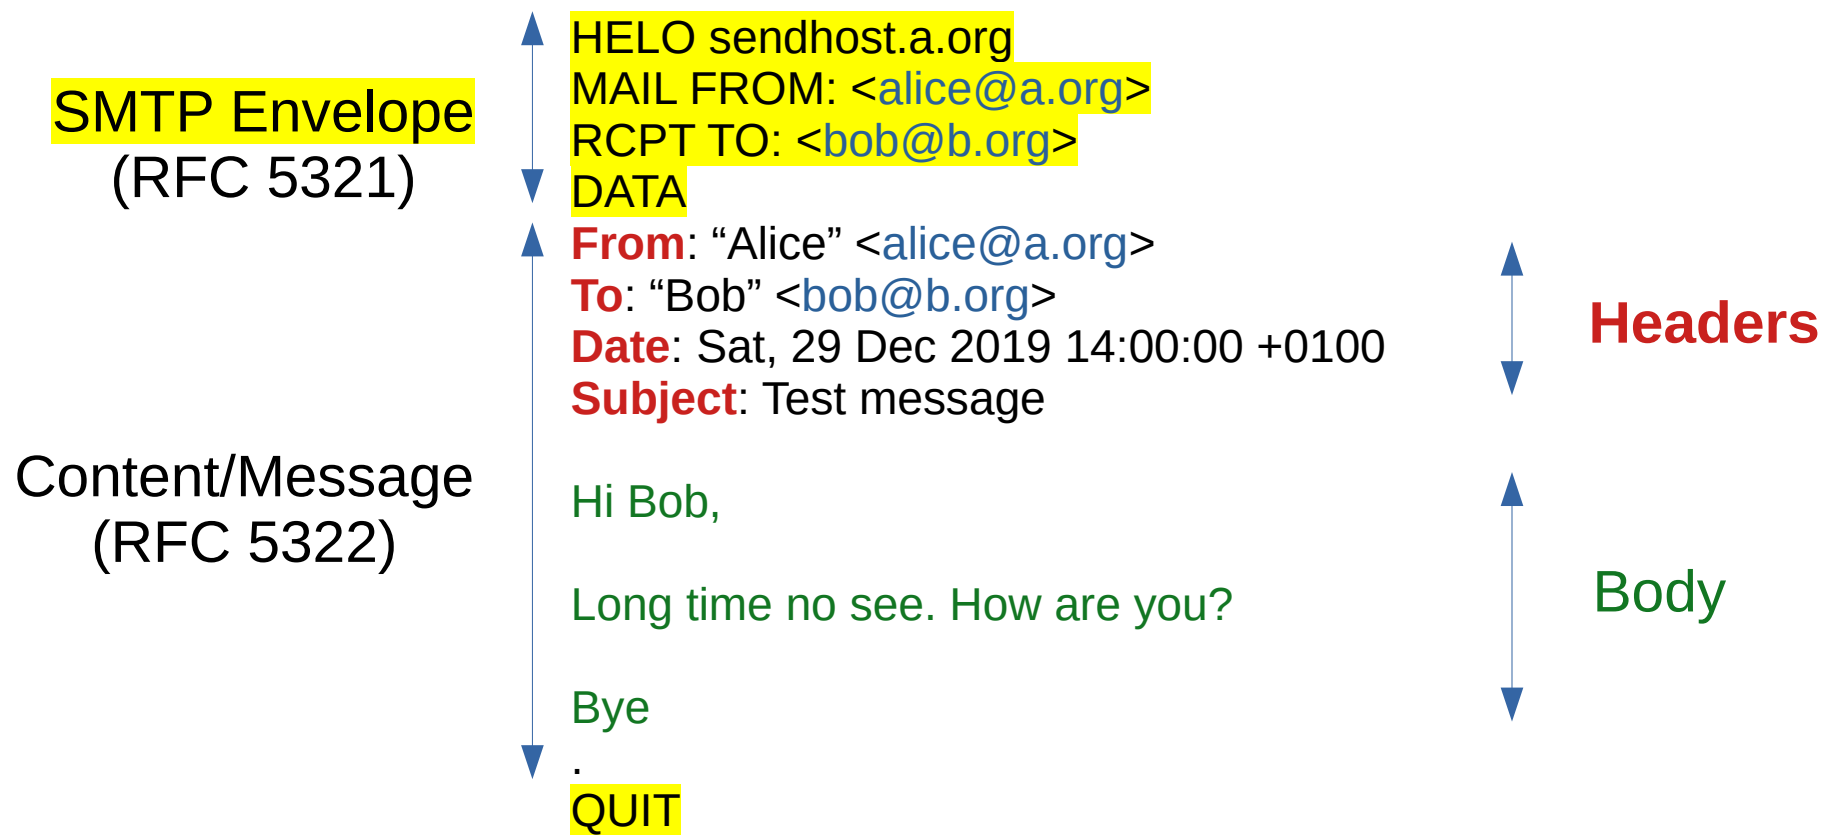 SMTP Envelope
(RFC 5321)
HELO sendhost.a.org
MAIL FROM: <alice@a.org>
RCPT TO: <bob@b.org>
DATA
Content/Message
(RFC 5322)
From: “Alice” <alice@a.org>
To: “Bob” <bob@b.org>
Date: Sat, 29 Dec 2019 14:00:00 +0100
Subject: Test message
Hi Bob,
Long time no see. How are you?
Bye
.
QUIT
Headers
Body